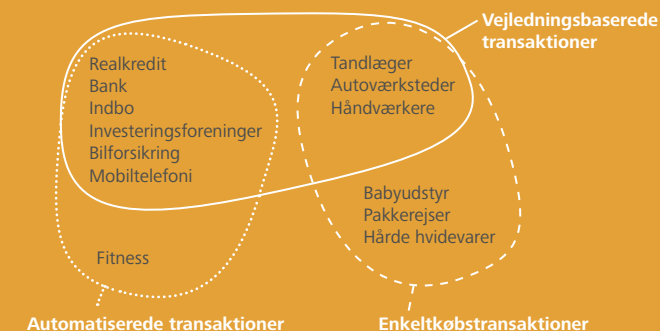 Vejledningsbaserede
transaktioner
Realkredit
Bank
Indbo
Investeringsforeninger
Bilforsikring
Mobiltelefoni
Tandlæger
Autoværksteder
Håndværkere
Babyudstyr
Pakkerejser
Hårde hvidevarer
Fitness
Automatiserede transaktioner
Enkeltkøbstransaktioner